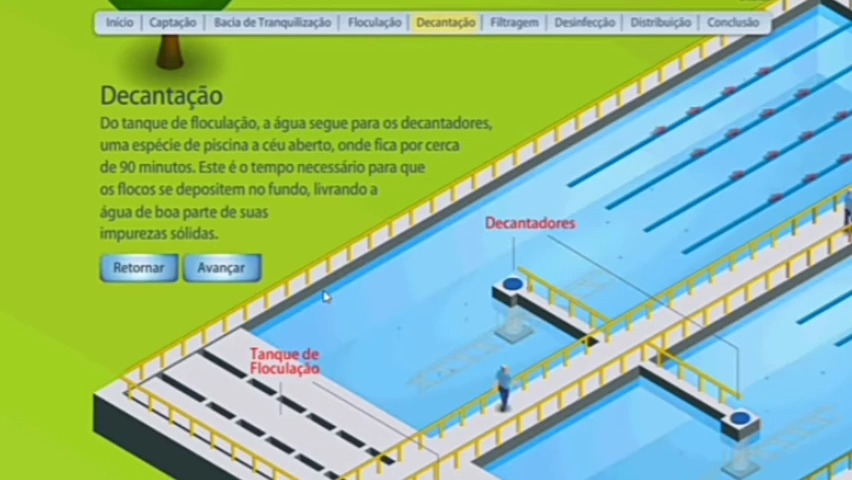 Início | Captação | Bacia de Tranquilização | Floculação | Decantação | Filtragem | Desinfecção | Distribuição | Conclusão
Decantação
Do tanque de floculação, a água segue para os decantadores,
uma espécie de piscina a céu aberto, onde fica por cerca
de 90 minutos. Este é o tempo necessário para que
os flocos se depositem no fundo, livrando a
água de boa parte de suas
impurezas sólidas.
Retornar Avançar
Decantadores
Tanque de
Floculação